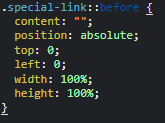 .special-link::before {
content: "";
position: absolute;
top: 0;
left: 0;
width: 100%;
height: 100%;
}